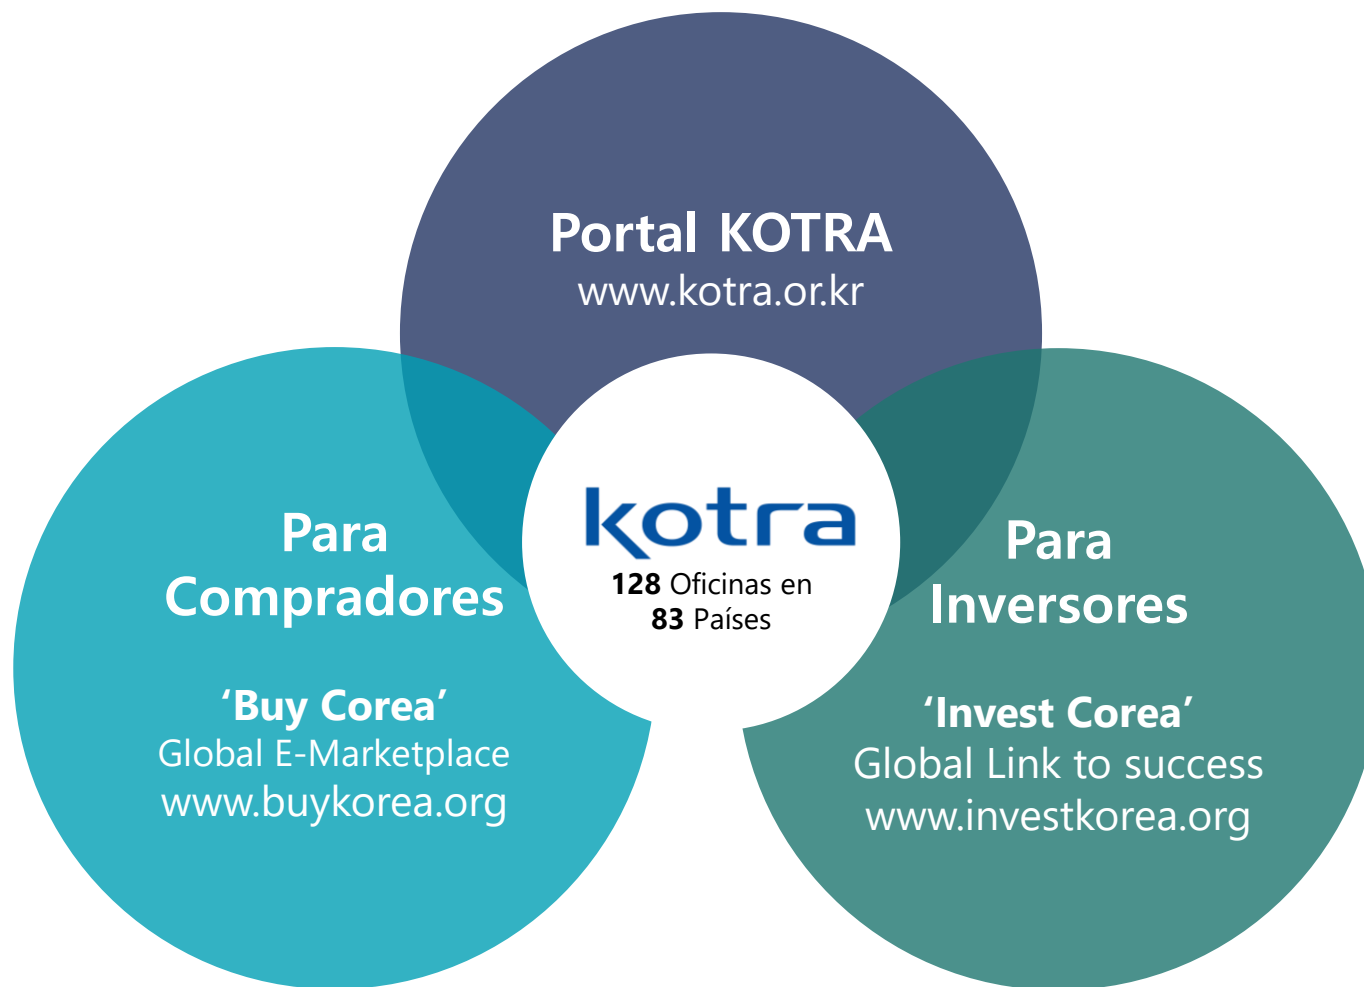 Portal KOTRA
www.kotra.or.kr
kotra
128 Oficinas en
83 Países
Para
Compradores
‘Buy Corea’
Global E-Marketplace
www.buykorea.org
Para
Inversores
‘Invest Corea’
Global Link to success
www.investkorea.org